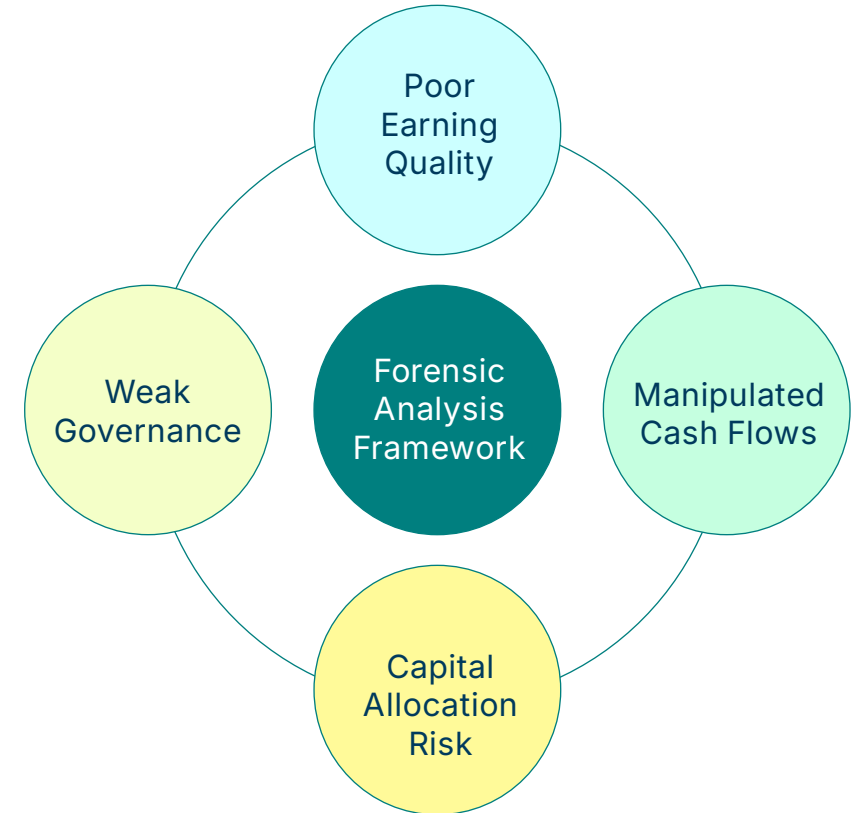 Poor
Earning
Quality
Weak
Governance
Forensic
Analysis
Framework
Manipulated
Cash Flows
Capital
Allocation
Risk